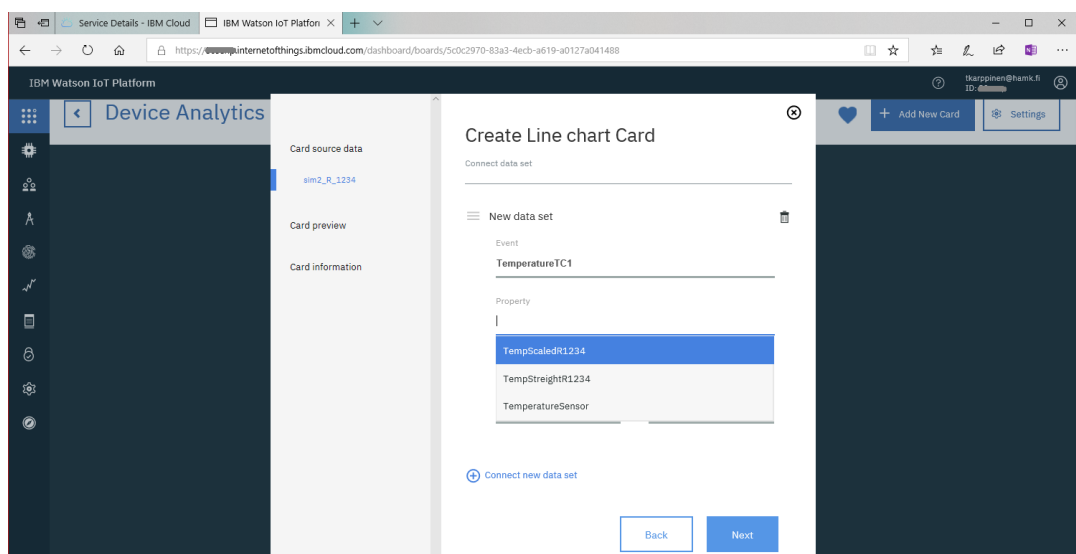 Service Details - IBM Cloud
IBM Watson IoT Platfor
https://
.internetofthings.ibmcloud.com/dashboard/boards/5c0c2970-83a3-4ecb-a619-a0127a041488
IBM Watson IoT Platform
tkarppinen@hamk.fi
ID:
Device Analytics
Add New Card
Settings
Card source data
sim2_R_1234
Card preview
Card information
Create Line chart Card
Connect data set
New data set
Event
TemperatureTC1
Property
TempScaledR1234
TempStreightR1234
TemperatureSensor
Connect new data set
Back
Next